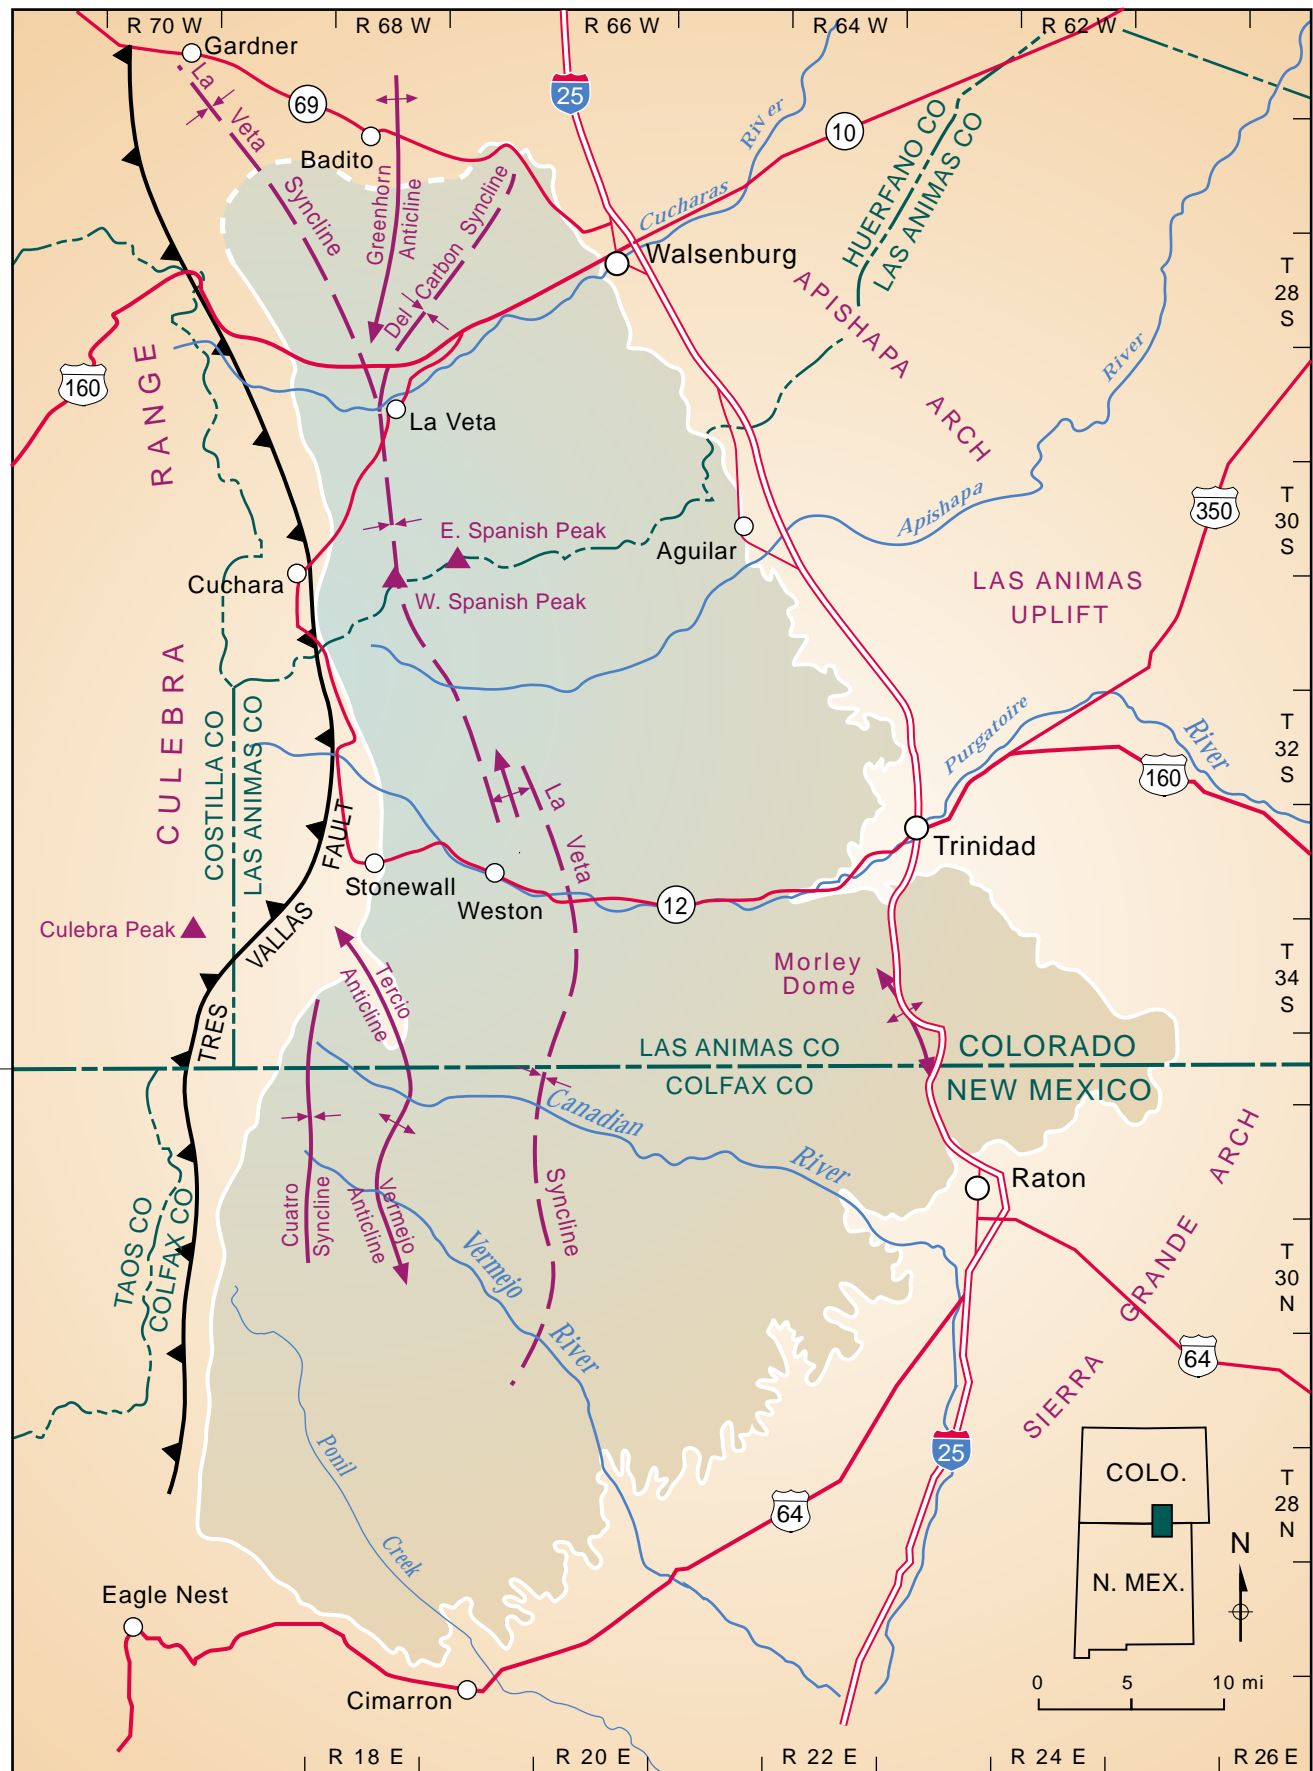 R 70 W
R 68 W
R 66 W
R 64 W
R 62 W
Gardner
La Veta
Syncline
69
25
River
10
Badito
Greenhorn
Anticline
Del Carbon Syncline
Cucharas
HUERFANO CO
LAS ANIMAS CO
Walsenburg
T
28
S
APISHAPA ARCH
River
160
CULEBRA RANGE
La Veta
350
T
30
S
Apishapa
E. Spanish Peak
Aguilar
Cuchara
W. Spanish Peak
LAS ANIMAS
UPLIFT
COSTILLA CO
LAS ANIMAS CO
Purgatoire
River
T
32
S
160
La Veta
Syncline
TRES VALLAS FAULT
Trinidad
Stonewall
Weston
12
Culebra Peak
Tercio
Anticline
Morley
Dome
T
34
S
LAS ANIMAS CO
COLFAX CO
COLORADO
NEW MEXICO
Canadian
River
SIERRA GRANDE ARCH
Raton
TAOS CO
COLFAX CO
Cuatro
Syncline
Vermejo
Anticline
Vermejo
River
T
30
N
64
Ponil
Creek
25
64
COLO.
T
28
N
N. MEX.
N
Eagle Nest
Cimarron
0 5 10 mi
R 18 E
R 20 E
R 22 E
R 24 E
R 26 E